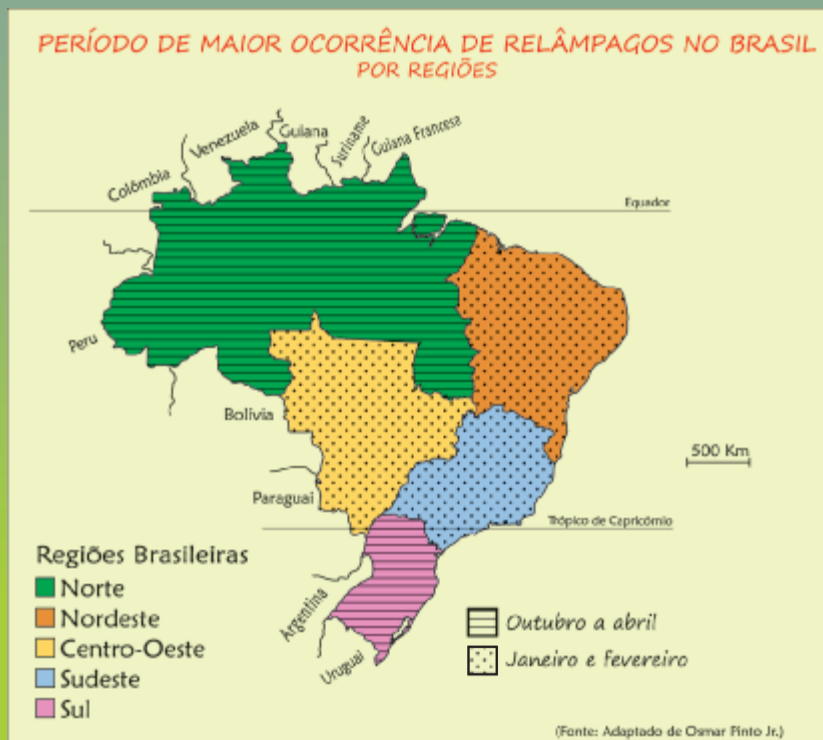 PERÍODO DE MAIOR OCORRÊNCIA DE RELÂMPAGOS NO BRASIL
POR REGIÕES
Colômbia
Venezuela
Guiana
Suriname
Guiana Francesa
Equador
Peru
Bolívia
500 Km
Paraguai
Trópico de Capricórnio
Regiões Brasileiras
Norte
Nordeste
Centro-Oeste
Sudeste
Sul
Argentina
Uruguai
Outubro a abril
Janeiro e fevereiro
(Fonte: Adaptado de Osmar Pinto Jr.)